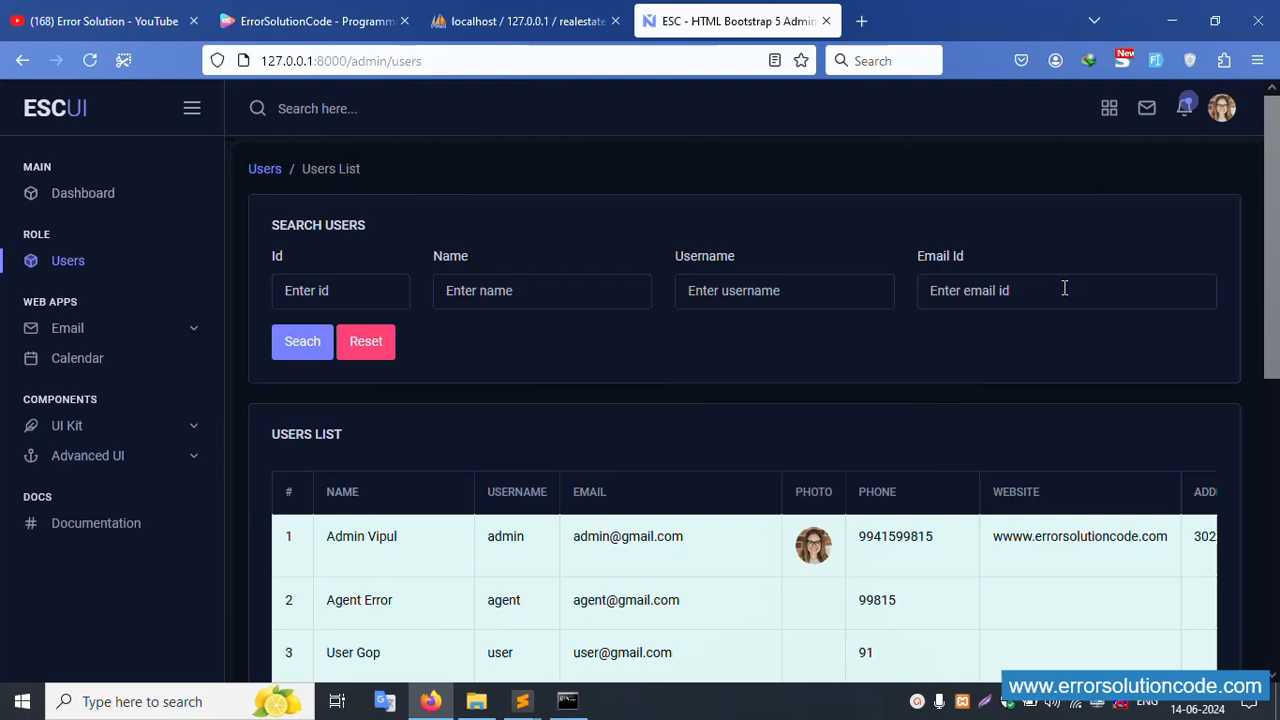 (168) Error Solution - YouTube
ErrorSolutionCode - Programm
localhost / 127.0.0.1 / realestate
ESC - HTML Bootstrap 5 Admin
127.0.0.1:8000/admin/users
Search
New
ESCUI
Search here...
MAIN
Dashboard
ROLE
Users
WEB APPS
Email
Calendar
COMPONENTS
UI Kit
Advanced UI
DOCS
Documentation
Users / Users List
SEARCH USERS
Id Name Username Email Id
Enter id Enter name Enter username Enter email id
Seach Reset
USERS LIST
# NAME USERNAME EMAIL PHOTO PHONE WEBSITE ADD
1 Admin Vipul admin admin@gmail.com 9941599815 wwww.errorsolutioncode.com 302
2 Agent Error agent agent@gmail.com 99815
3 User Gop user user@gmail.com 91
www.errorsolutioncode.com
Type here to search
ENG
14-06-2024